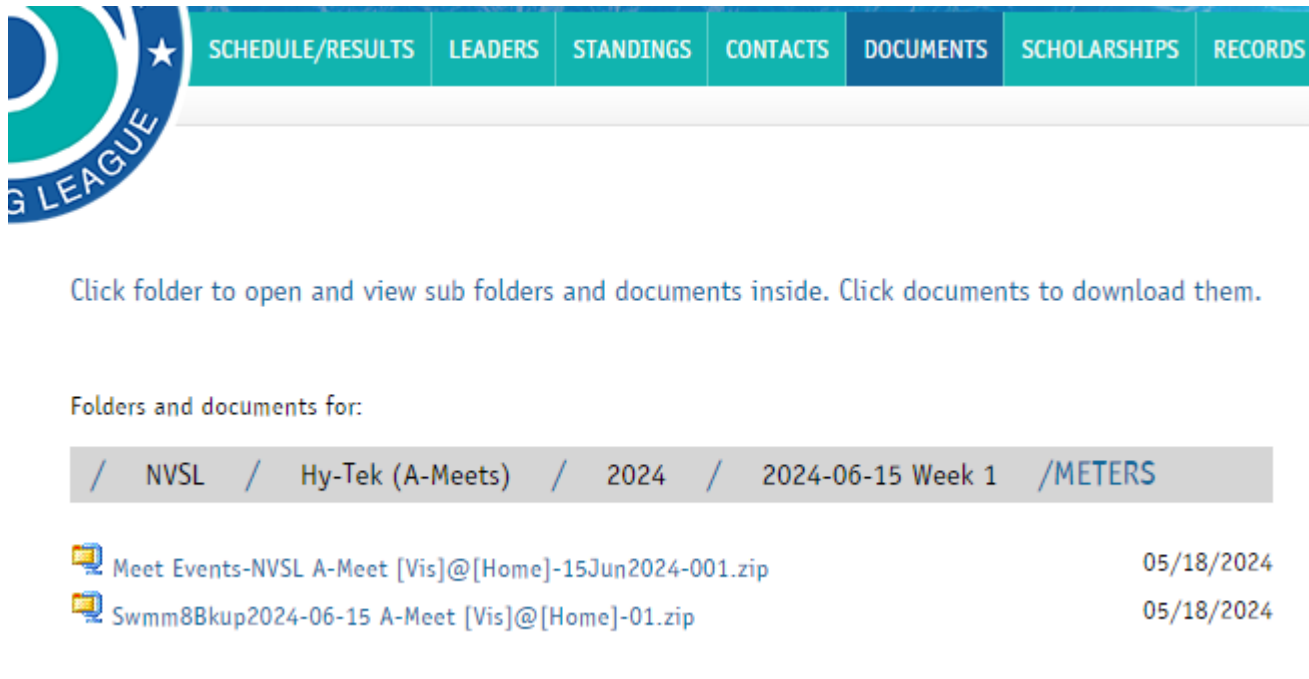 SCHEDULE/RESULTS LEADERS STANDINGS CONTACTS DOCUMENTS SCHOLARSHIPS RECORDS
G LEAGUE
Click folder to open and view sub folders and documents inside. Click documents to download them.
Folders and documents for:
/ NVSL / Hy-Tek (A-Meets) / 2024 / 2024-06-15 Week 1 /METERS
Meet Events-NVSL A-Meet [Vis]@[Home]-15Jun2024-001.zip 05/18/2024
Swmm8Bkup2024-06-15 A-Meet [Vis]@[Home]-01.zip 05/18/2024